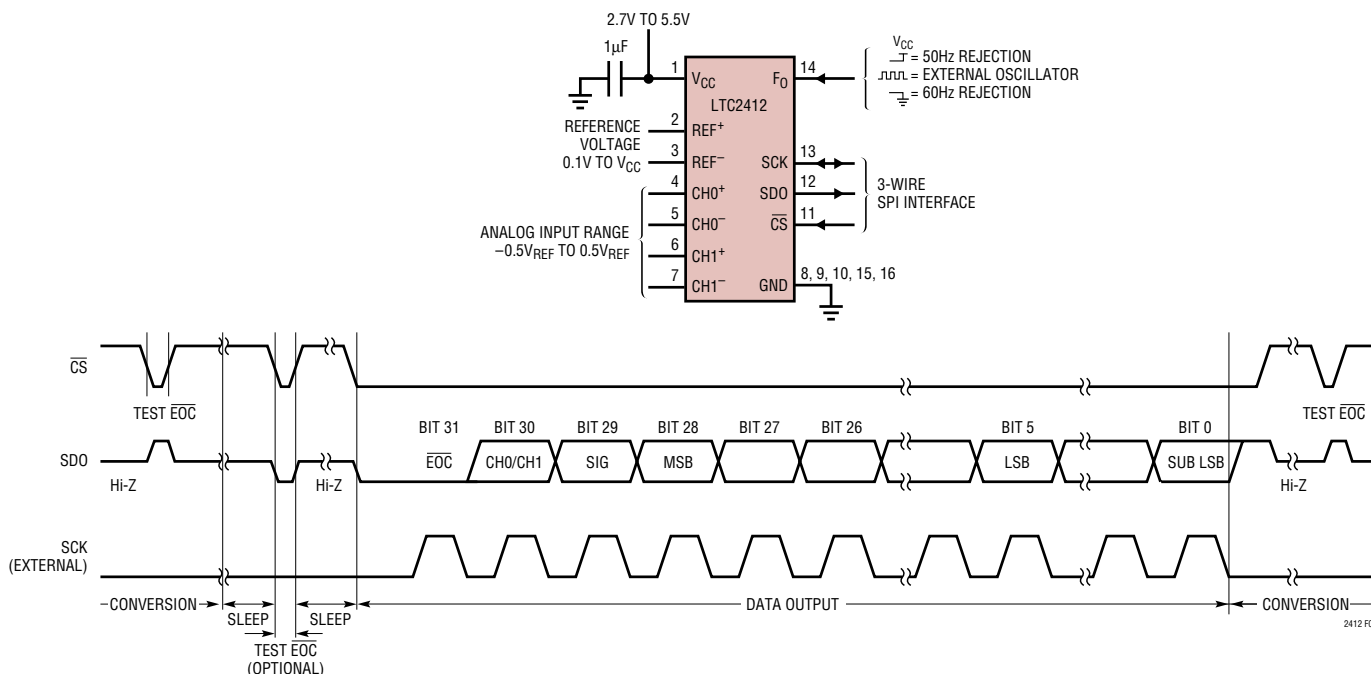 2.7V TO 5.5V
1µF
1
VCC
LTC2412
FO
14
VCC
= 50Hz REJECTION
= EXTERNAL OSCILLATOR
= 60Hz REJECTION
REFERENCE
VOLTAGE
0.1V TO VCC
2
REF+
3
REF−
SCK
13
SDO
12
CS
11
3-WIRE
SPI INTERFACE
ANALOG INPUT RANGE
−0.5VREF TO 0.5VREF
4
CH0+
5
CH0−
6
CH1+
7
CH1−
GND
8, 9, 10, 15, 16
CS
TEST EOC
TEST EOC
BIT 31
BIT 30
BIT 29
BIT 28
BIT 27
BIT 26
BIT 5
BIT 0
SDO
EOC
CH0/CH1
SIG
MSB
LSB
SUB LSB
Hi-Z
Hi-Z
Hi-Z
SCK
(EXTERNAL)
CONVERSION
SLEEP
SLEEP
DATA OUTPUT
CONVERSION
TEST EOC
(OPTIONAL)